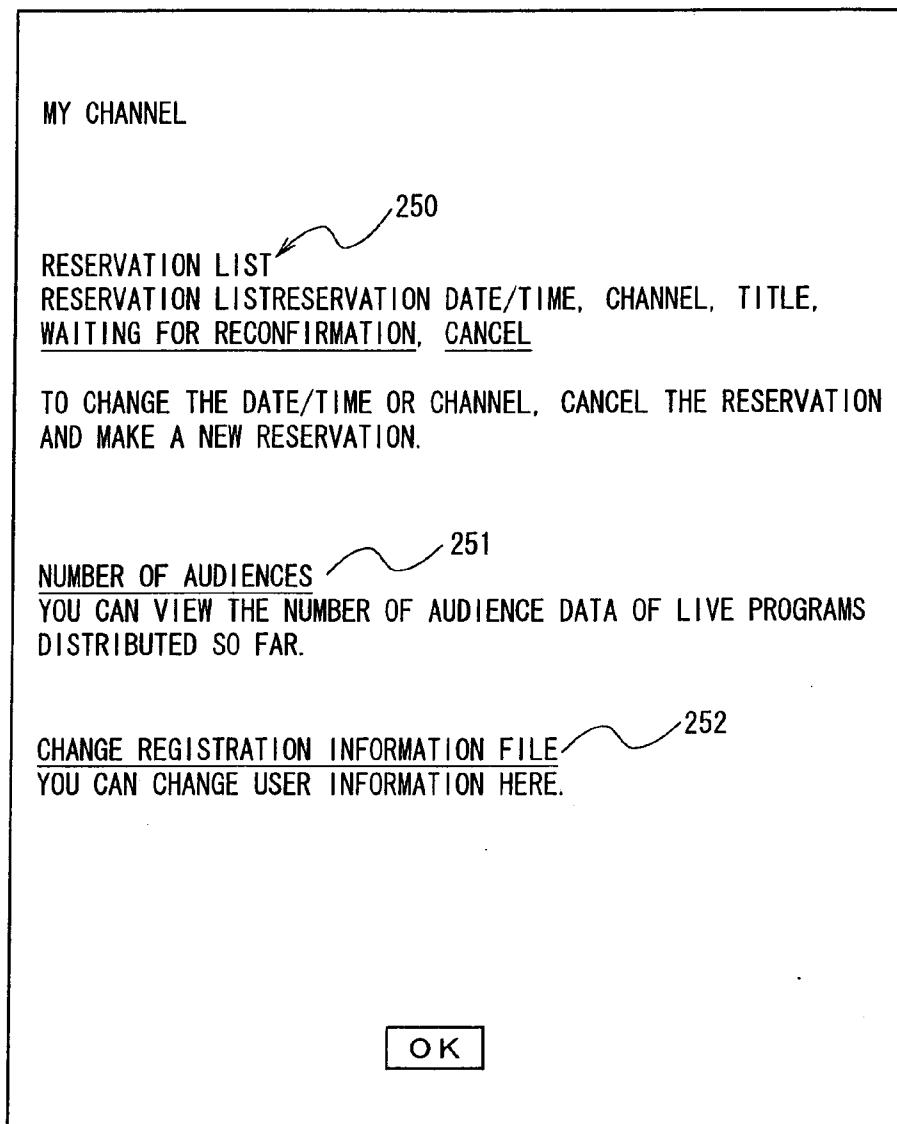 MY CHANNEL
250
RESERVATION LIST
RESERVATION LISTRESERVATION DATE/TIME, CHANNEL, TITLE,
WAITING FOR RECONFIRMATION, CANCEL
TO CHANGE THE DATE/TIME OR CHANNEL, CANCEL THE RESERVATION
AND MAKE A NEW RESERVATION.
251
NUMBER OF AUDIENCES
YOU CAN VIEW THE NUMBER OF AUDIENCE DATA OF LIVE PROGRAMS
DISTRIBUTED SO FAR.
252
CHANGE REGISTRATION INFORMATION FILE
YOU CAN CHANGE USER INFORMATION HERE.
OK